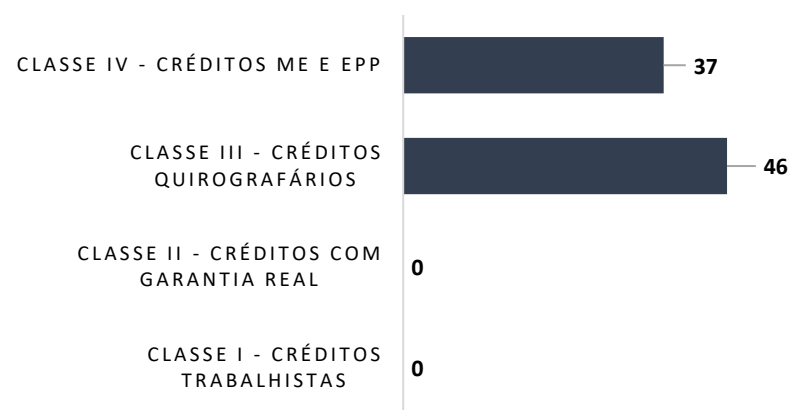 CLASSE IV - CRÉDITOS ME E EPP
37
CLASSE III - CRÉDITOS
QUIROGRAFÁRIOS
46
CLASSE II - CRÉDITOS COM
GARANTIA REAL
0
CLASSE I - CRÉDITOS
TRABALHISTAS
0